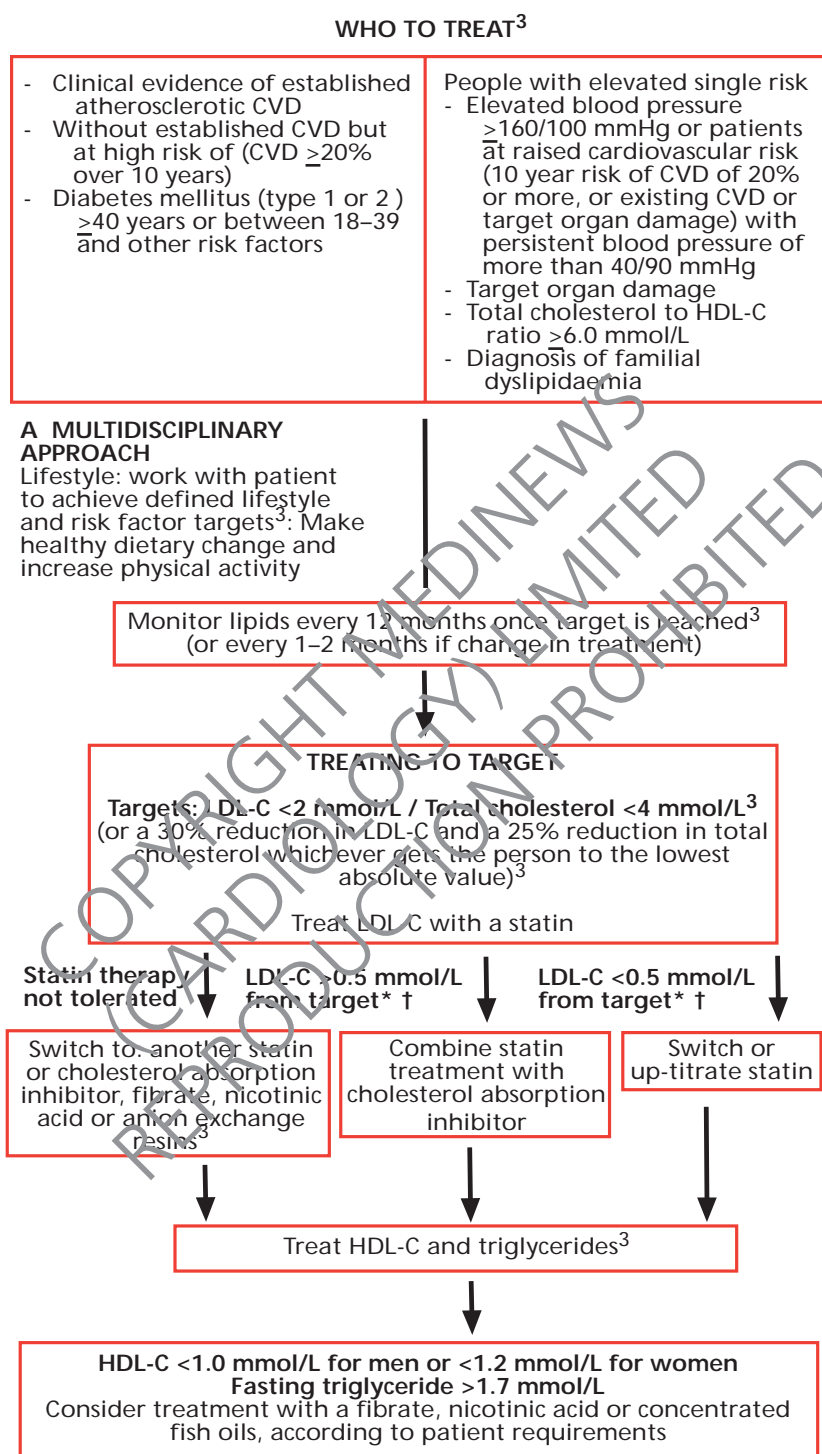 WHO TO TREAT3
- Clinical evidence of established
atherosclerotic CVD
- Without established CVD but
at high risk of (CVD ≥20%
over 10 years)
- Diabetes mellitus (type 1 or 2 )
≥40 years or between 18–39
and other risk factors
People with elevated single risk
- Elevated blood pressure
≥160/100 mmHg or patients
at raised cardiovascular risk
(10 year risk of CVD of 20%
or more, or existing CVD or
target organ damage) with
persistent blood pressure of
more than 40/90 mmHg
- Target organ damage
- Total cholesterol to HDL-C
ratio ≥6.0 mmol/L
- Diagnosis of familial
dyslipidaemia
A MULTIDISCIPLINARY
APPROACH
Lifestyle: work with patient
to achieve defined lifestyle
and risk factor targets3: Make
healthy dietary change and
increase physical activity
Monitor lipids every 12 months once target is reached3
(or every 1–2 months if change in treatment)
TREATING TO TARGET
Targets: LDL-C <2 mmol/L / Total cholesterol <4 mmol/L3
(or a 30% reduction in LDL-C and a 25% reduction in total
cholesterol whichever gets the person to the lowest
absolute value)3
Treat LDL-C with a statin
Statin therapy
not tolerated
LDL-C >0.5 mmol/L
from target* †
LDL-C <0.5 mmol/L
from target* †
Switch to: another statin
or cholesterol absorption
inhibitor, fibrate, nicotinic
acid or anion exchange
resins3
Combine statin
treatment with
cholesterol absorption
inhibitor
Switch or
up-titrate statin
Treat HDL-C and triglycerides3
HDL-C <1.0 mmol/L for men or <1.2 mmol/L for women
Fasting triglyceride >1.7 mmol/L
Consider treatment with a fibrate, nicotinic acid or concentrated
fish oils, according to patient requirements
COPYRIGHT MEDINEWS
(CARDIOLOGY) LIMITED
REPRODUCTION PROHIBITED